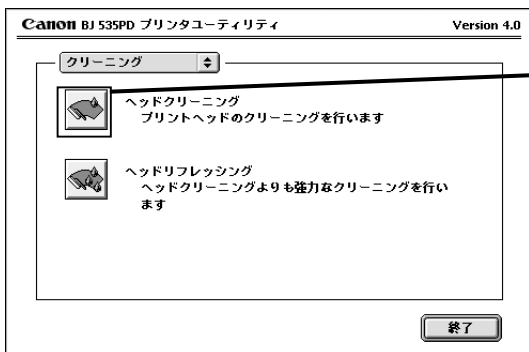 Canon BJ 535PD プリンタユーティリティ Version 4.0
クリーニング
ヘッドクリーニング
プリントヘッドのクリーニングを行います
ヘッドリフレッシング
ヘッドクリーニングよりも強力なクリーニングを行い
ます
終了